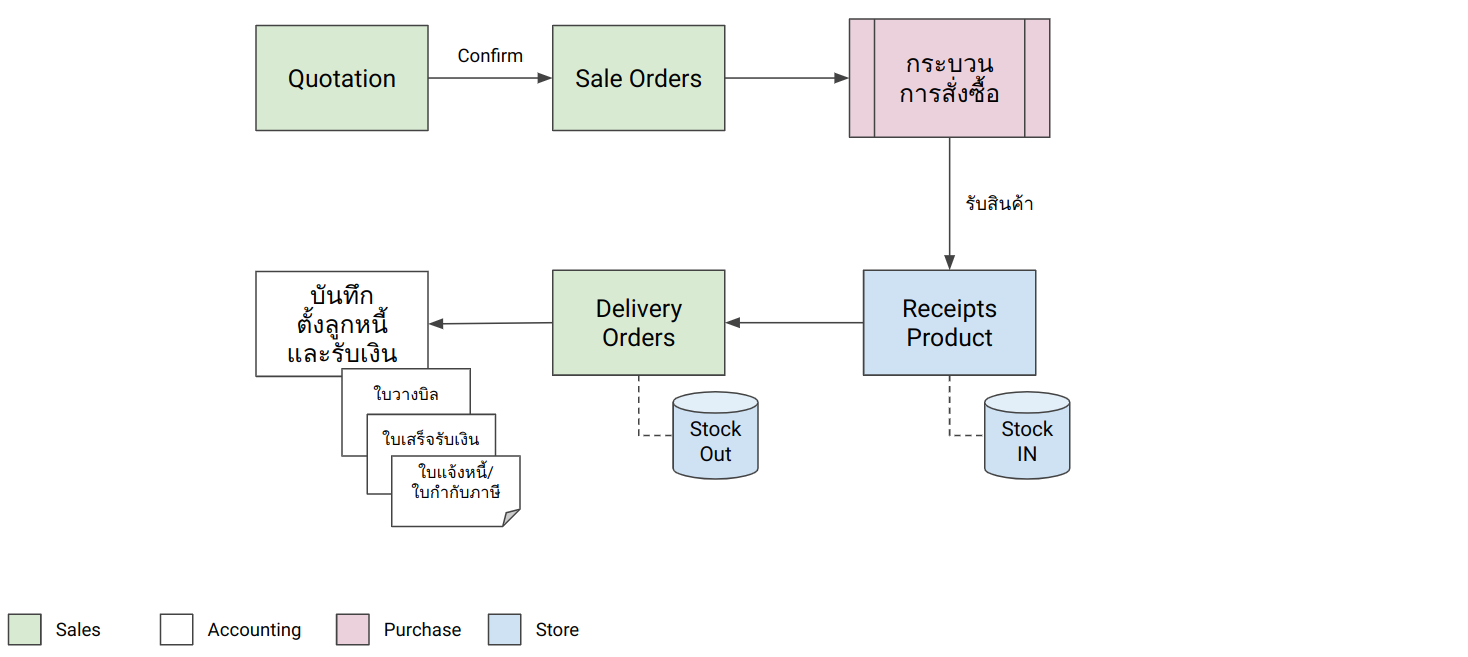 Quotation
Confirm
Sale Orders
กระบวน
การสั่งซื้อ
รับสินค้า
บันทึก
ตั้งลูกหนี้
และรับเงิน
Delivery
Orders
Receipts
Product
ใบวางบิล
ใบเสร็จรับเงิน
ใบแจ้งหนี้/
ใบกำกับภาษี
Stock
Out
Stock
IN
Sales
Accounting
Purchase
Store